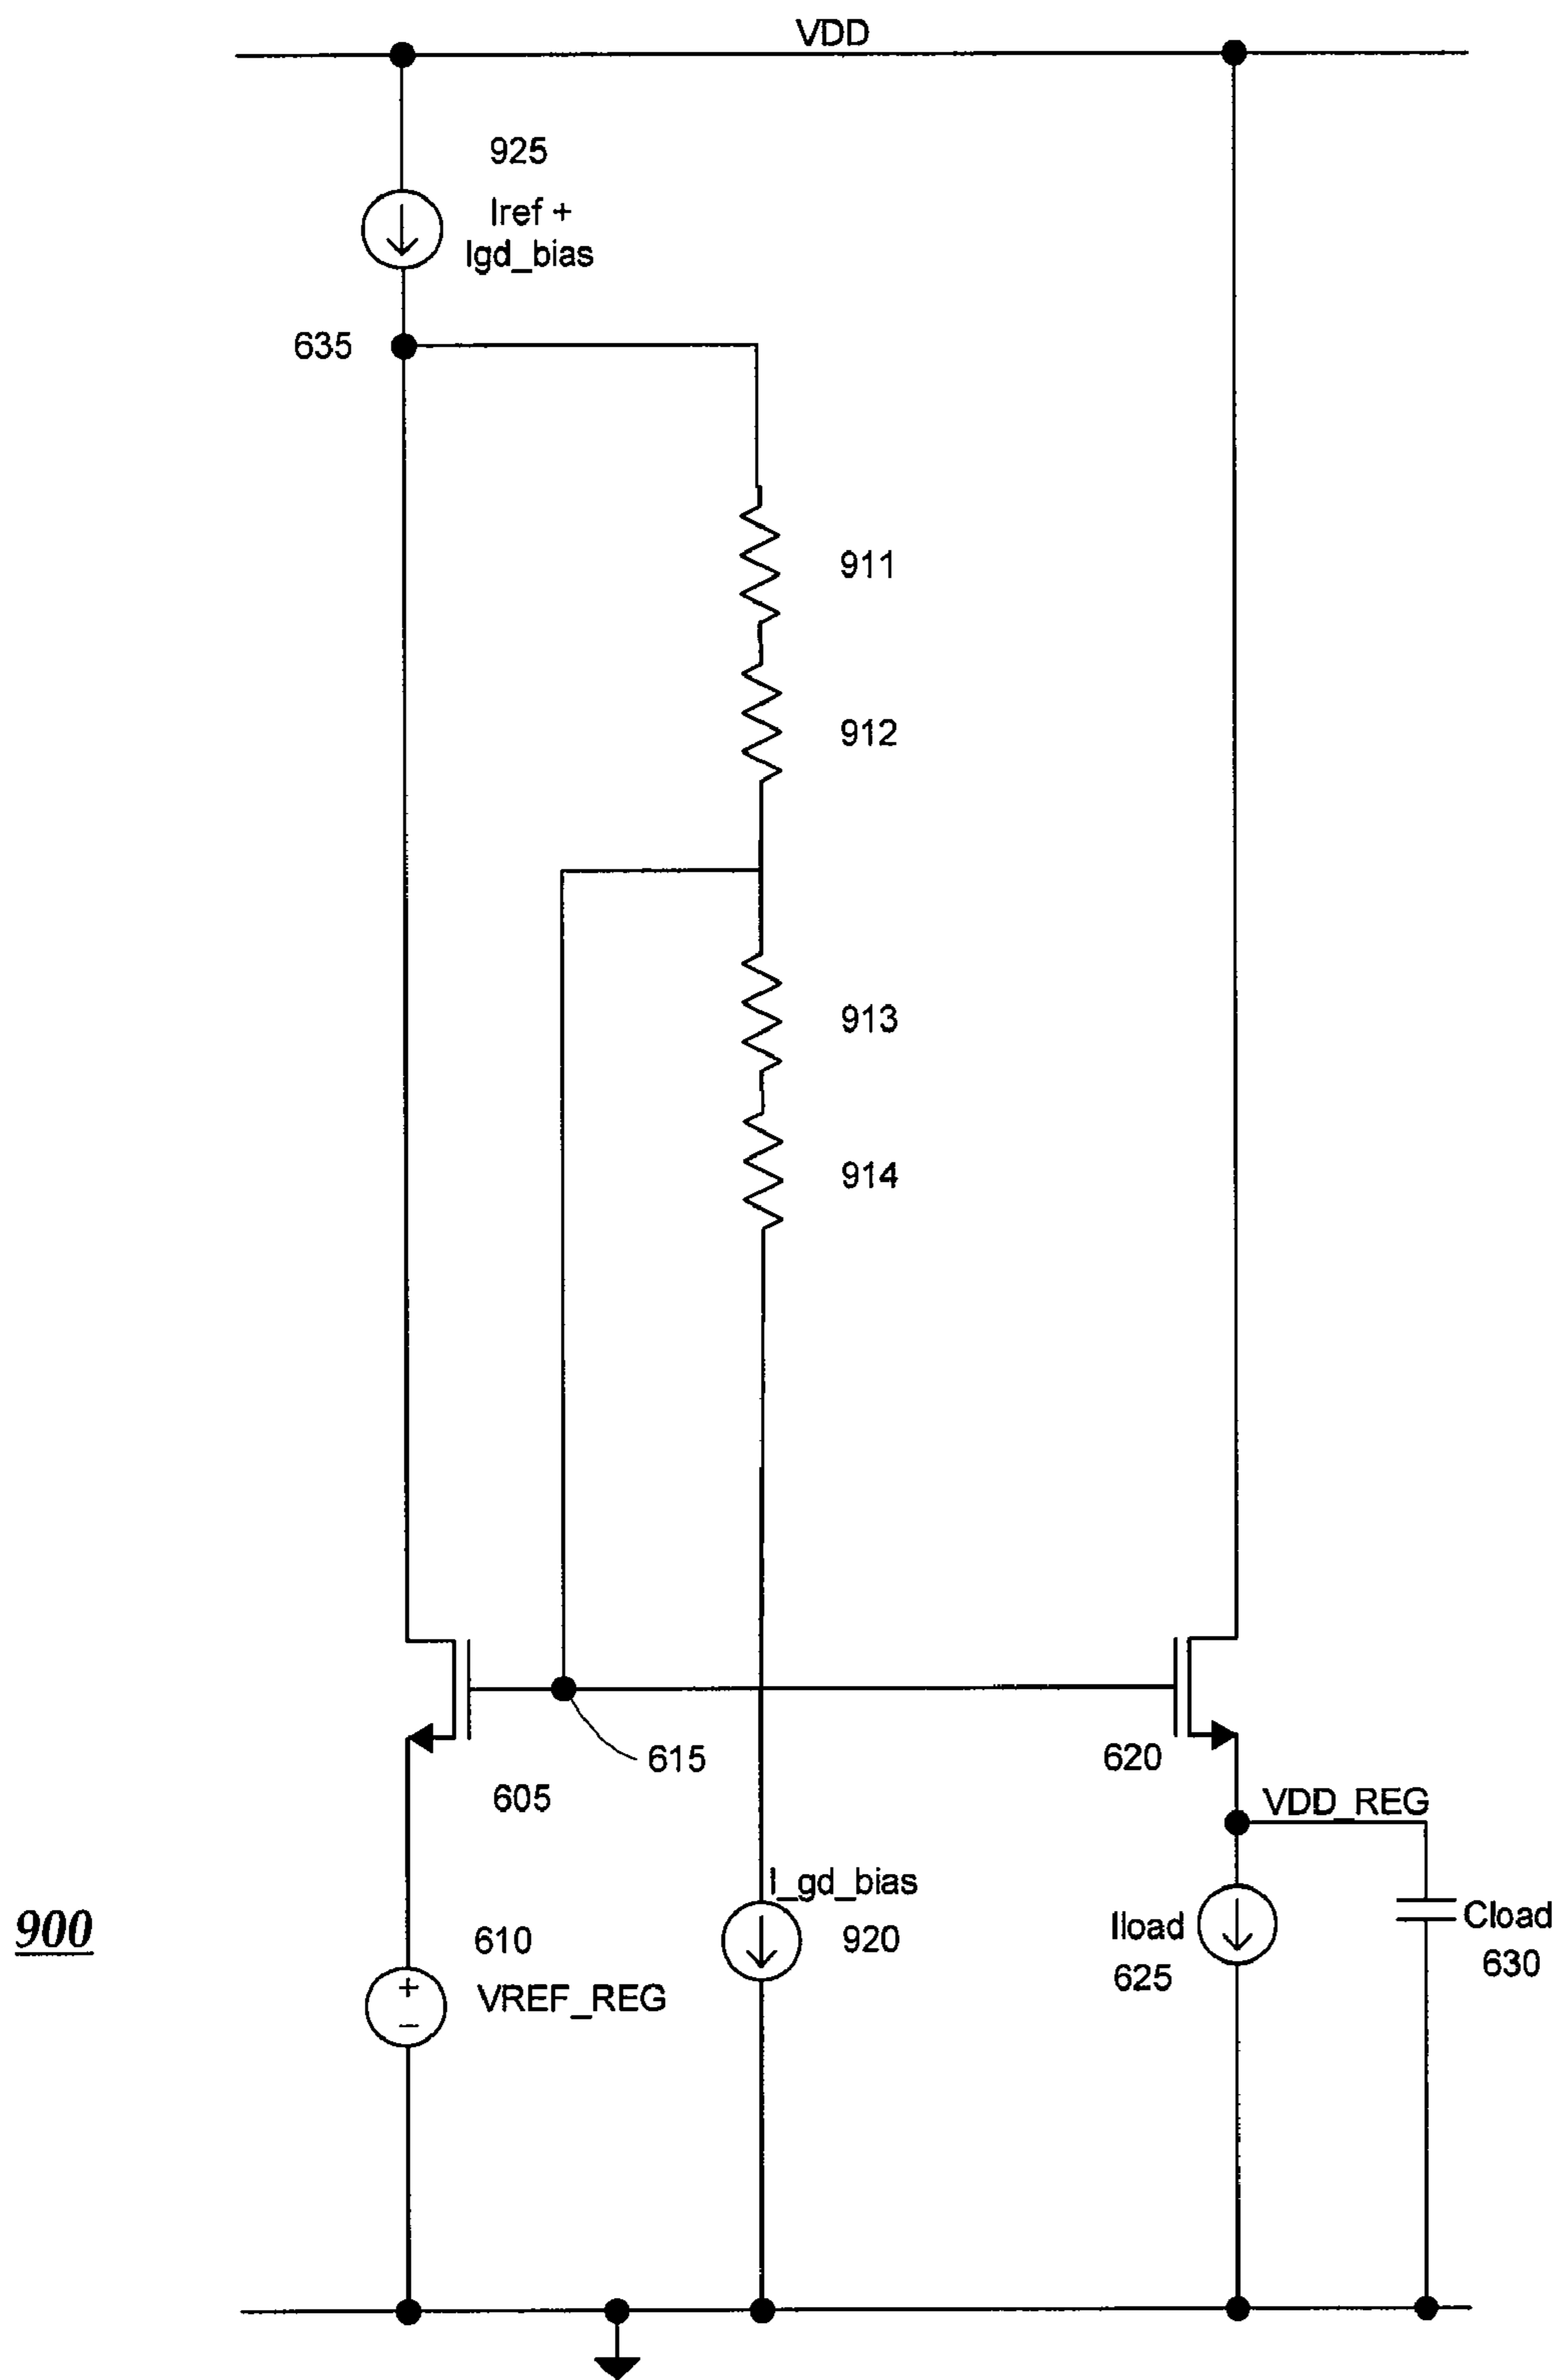 VDD
925
Iref +
Igd_bias
635
911
912
913
914
615
620
605
VDD_REG
I_gd_bias
920
Iload
625
Cload
630
610
VREF_REG
900
+
–